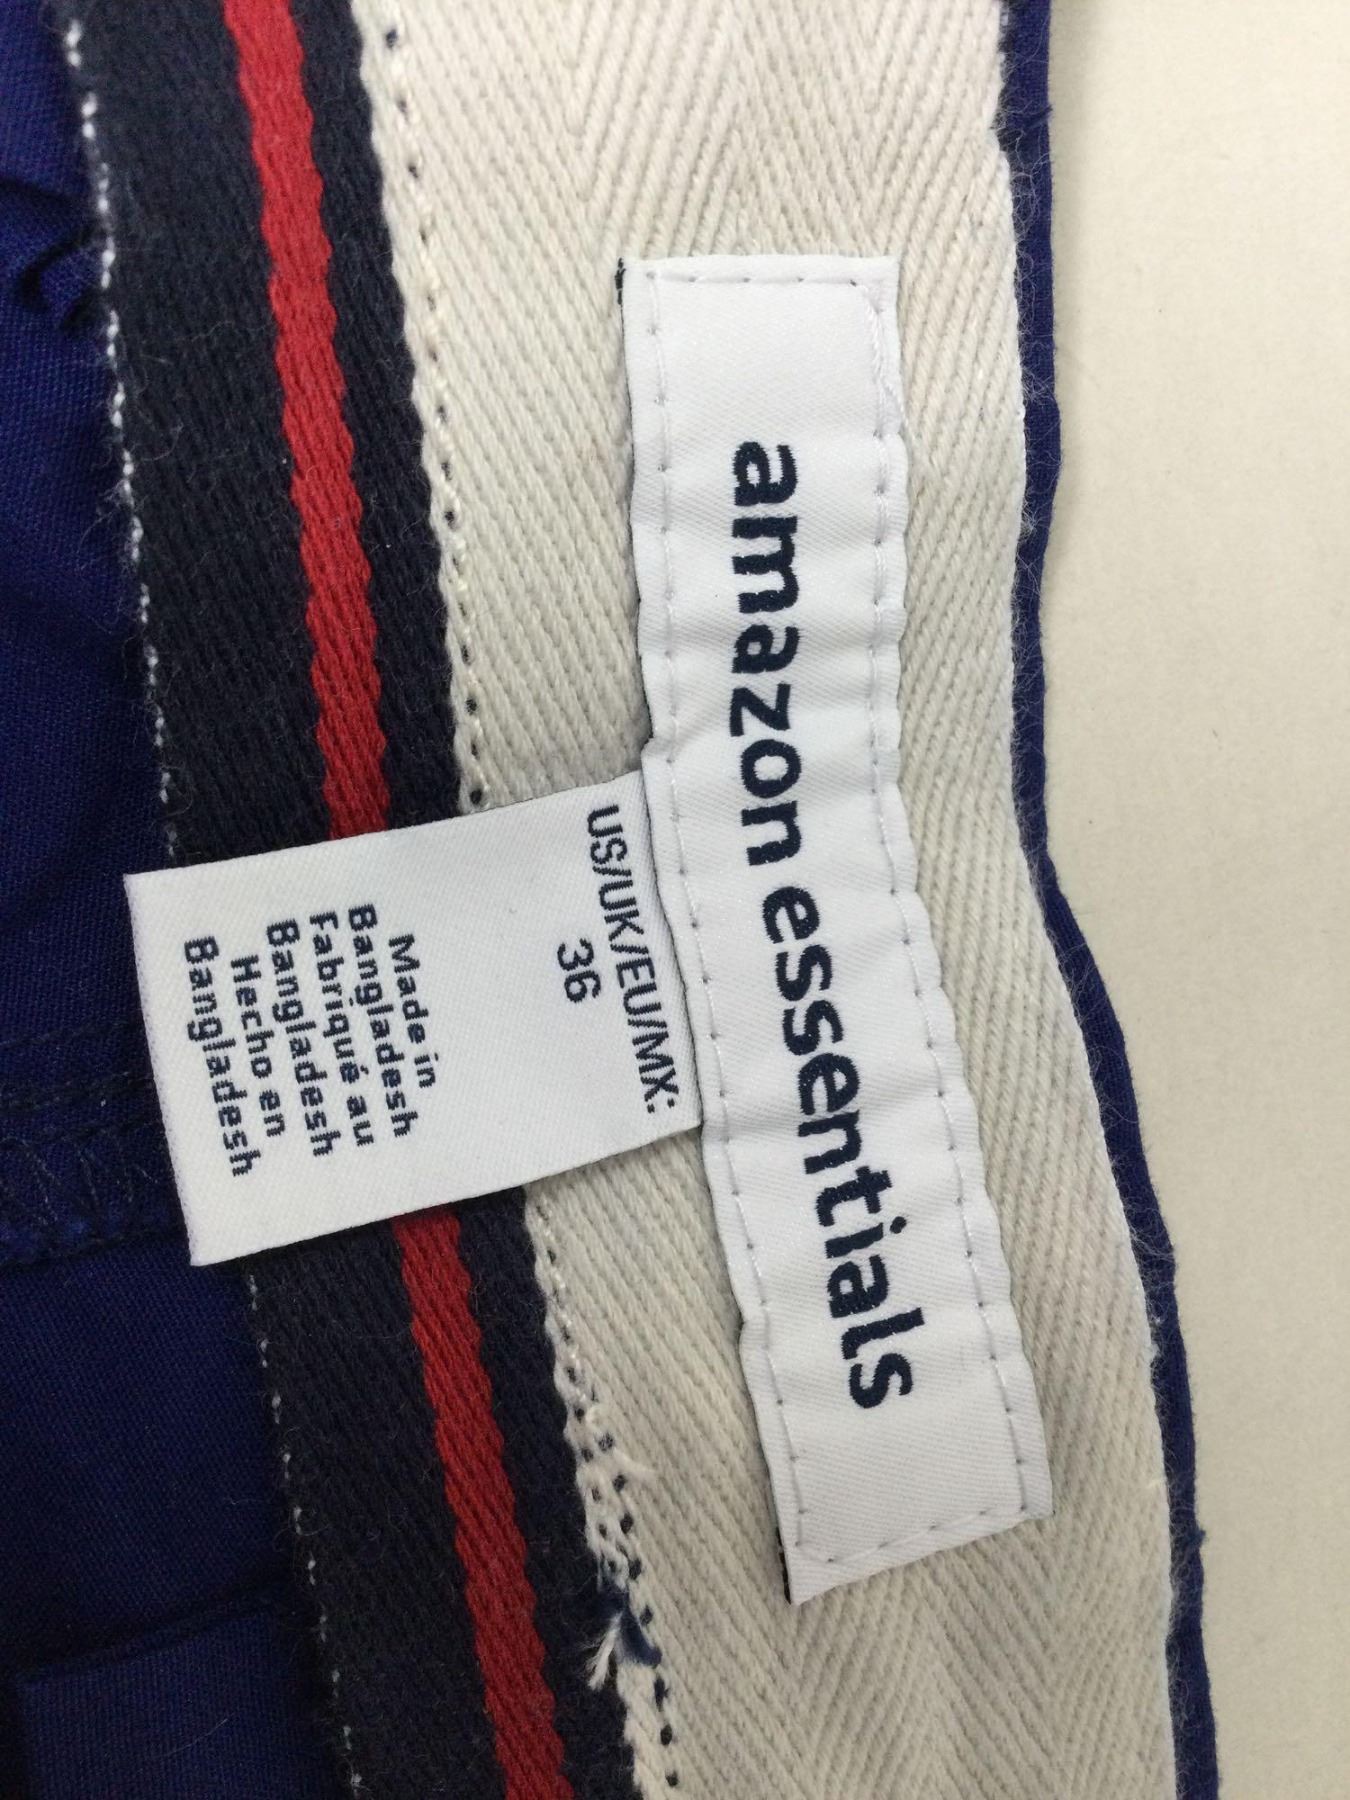 amazon essentials
US/UK/EU/MX:
36
Made in
Bangladesh
Fabriqué au
Bangladesh
Hecho en
Bangladesh